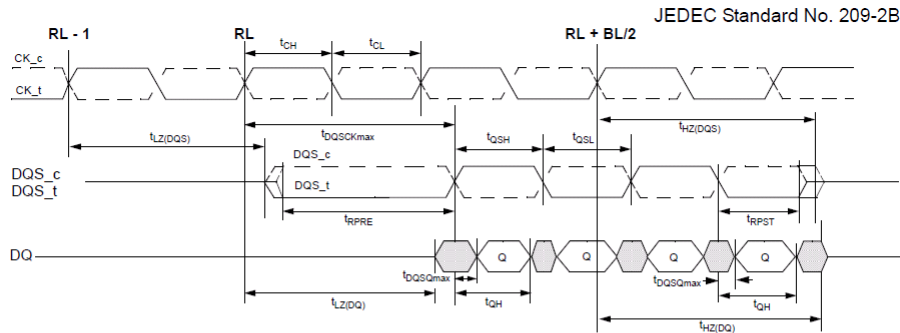 JEDEC Standard No. 209-2B
RL - 1 RL RL + BL/2
tCH tCL
CK_c
CK_t
tLZ(DQS) tDQSCKmax tQSH tQSL tHZ(DQS)
DQS_c
DQS_c
DQS_t
DQS_t
tRPRE tRPST
DQ Q Q Q Q
tDQSQmax tDQSQmax
tLZ(DQ) tQH tQH
tHZ(DQ)